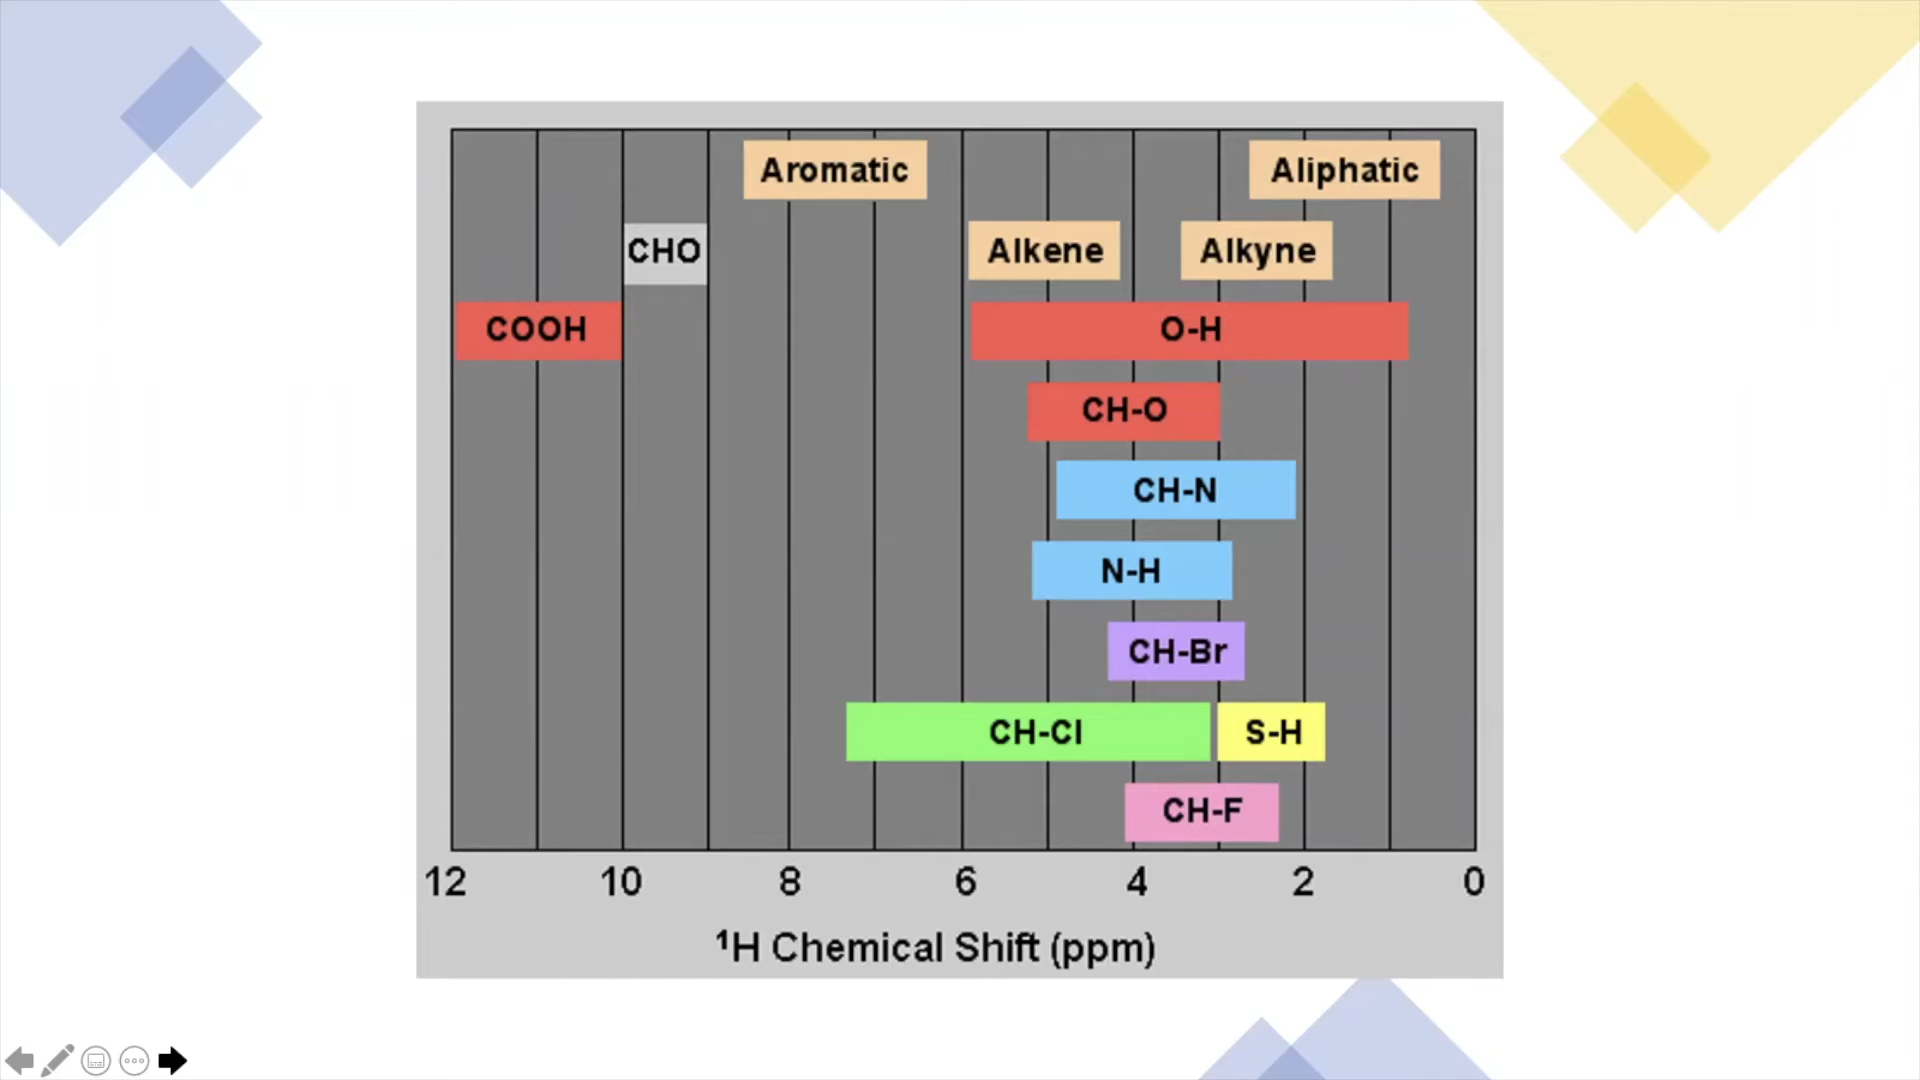 Aromatic Aliphatic
CHO Alkene Alkyne
COOH O-H
CH-O
CH-N
N-H
CH-Br
CH-Cl S-H
CH-F
12 10 8 6 4 2 0
¹H Chemical Shift (ppm)